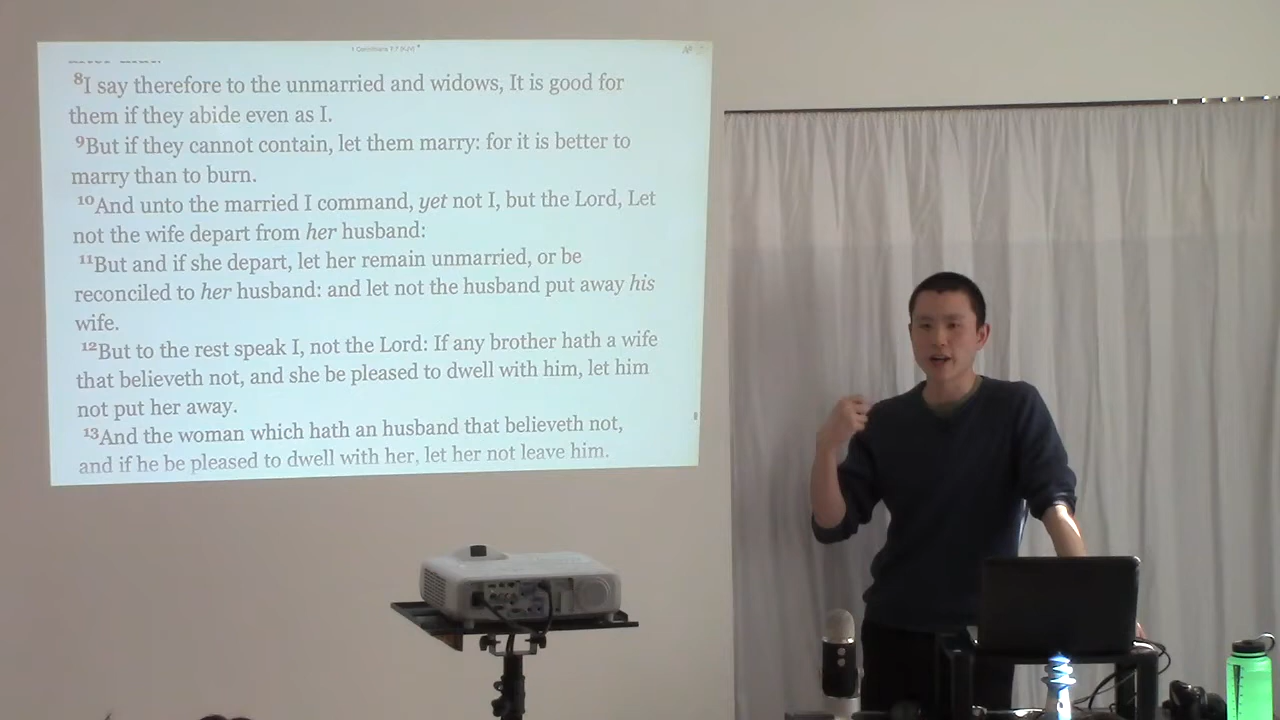 1 Corinthians 7:7 (KJV)
⁸I say therefore to the unmarried and widows, It is good for
them if they abide even as I.
⁹But if they cannot contain, let them marry: for it is better to
marry than to burn.
¹⁰And unto the married I command, yet not I, but the Lord, Let
not the wife depart from her husband:
¹¹But and if she depart, let her remain unmarried, or be
reconciled to her husband: and let not the husband put away his
wife.
¹²But to the rest speak I, not the Lord: If any brother hath a wife
that believeth not, and she be pleased to dwell with him, let him
not put her away.
¹³And the woman which hath an husband that believeth not,
and if he be pleased to dwell with her, let her not leave him.